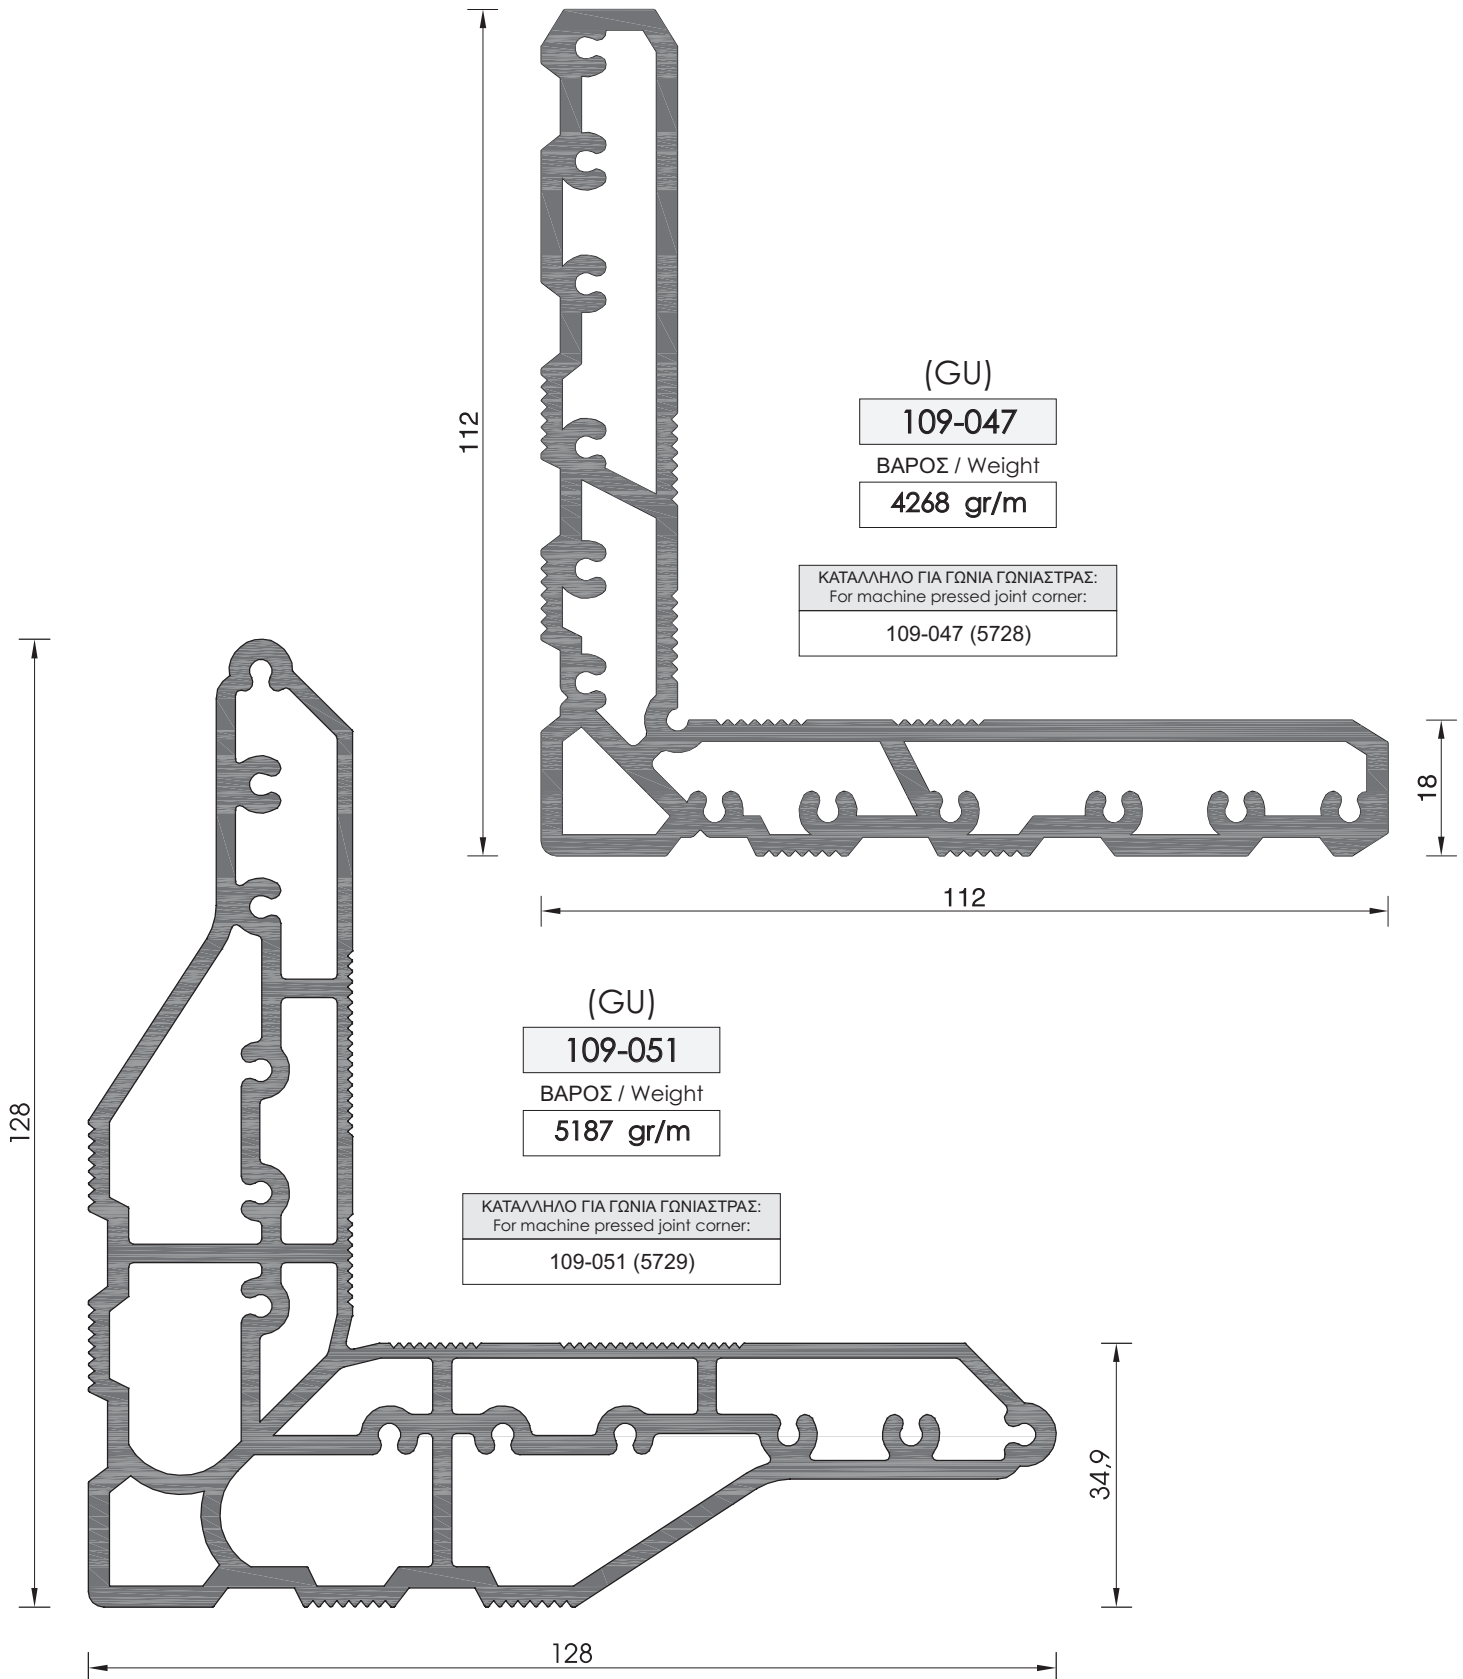 112
(GU)
109-047
ΒΑΡΟΣ / Weight
4268 gr/m
ΚΑΤΑΛΛΗΛΟ ΓΙΑ ΓΩΝΙΑ ΓΩΝΙΑΣΤΡΑΣ:
For machine pressed joint corner:
109-047 (5728)
18
112
128
(GU)
109-051
ΒΑΡΟΣ / Weight
5187 gr/m
ΚΑΤΑΛΛΗΛΟ ΓΙΑ ΓΩΝΙΑ ΓΩΝΙΑΣΤΡΑΣ:
For machine pressed joint corner:
109-051 (5729)
34,9
128